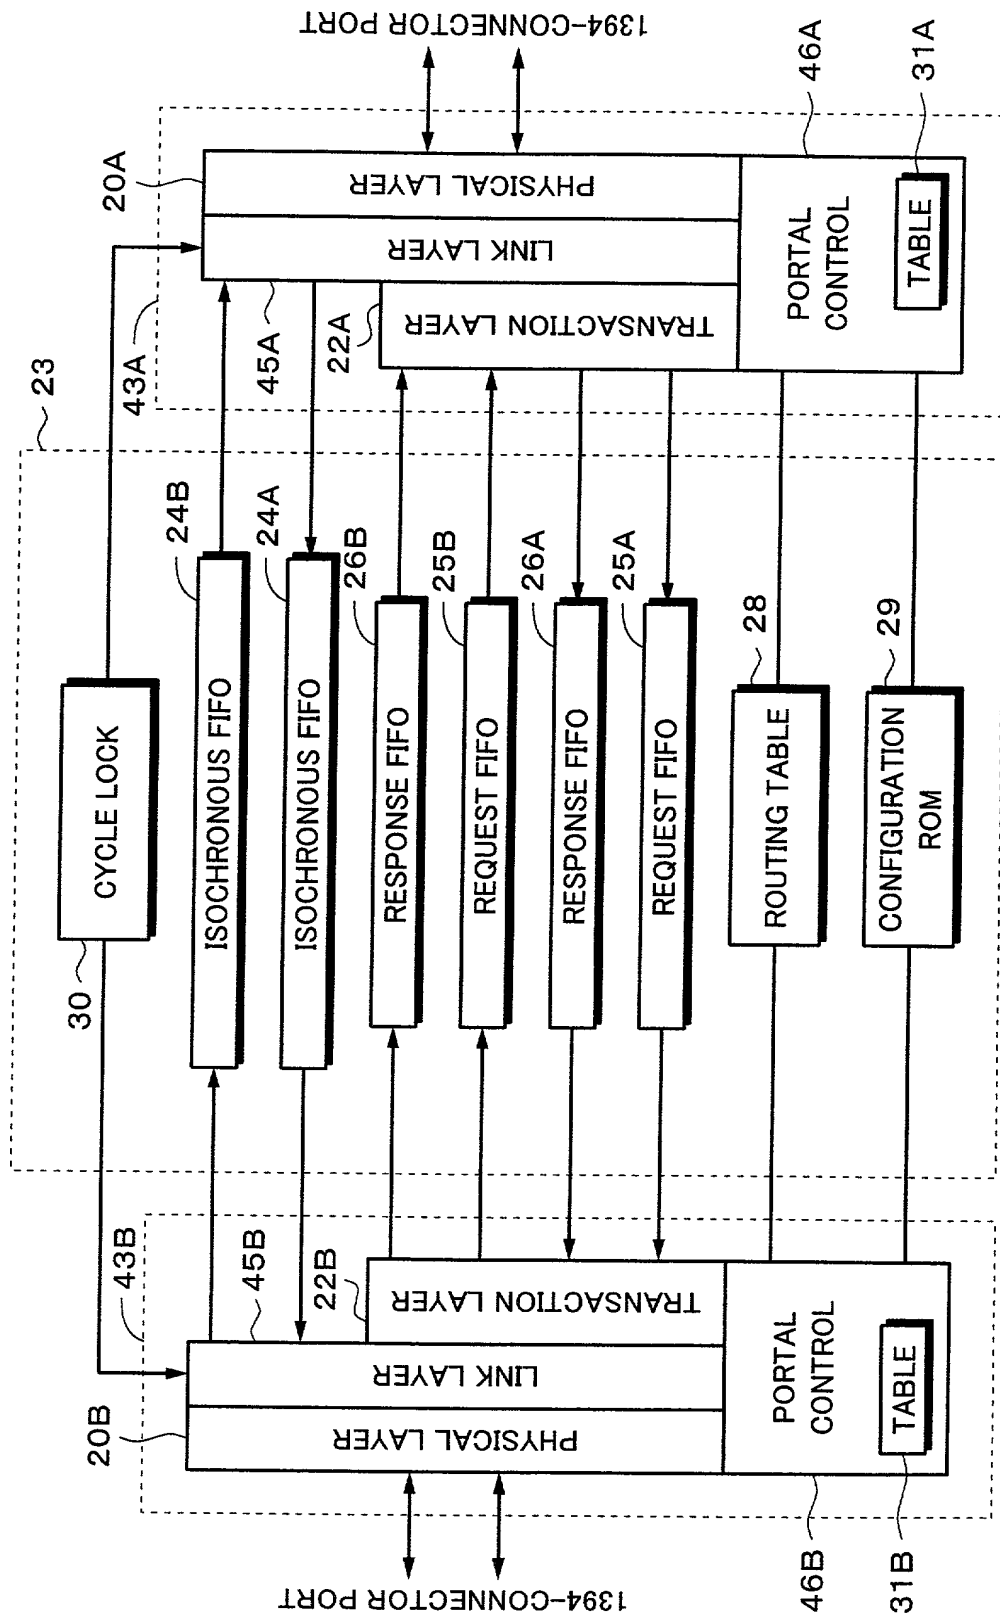 1394-CONNECTOR PORT
20B
43B
PHYSICAL LAYER
LINK LAYER
45B
22B
TRANSACTION LAYER
PORTAL
CONTROL
TABLE
46B
31B
23
30
CYCLE LOCK
ISOCHRONOUS FIFO
24B
ISOCHRONOUS FIFO
24A
RESPONSE FIFO
26B
REQUEST FIFO
25B
RESPONSE FIFO
26A
REQUEST FIFO
25A
ROUTING TABLE
28
CONFIGURATION
ROM
29
43A
20A
45A
22A
TRANSACTION LAYER
LINK LAYER
PHYSICAL LAYER
PORTAL
CONTROL
TABLE
46A
31A
1394-CONNECTOR PORT